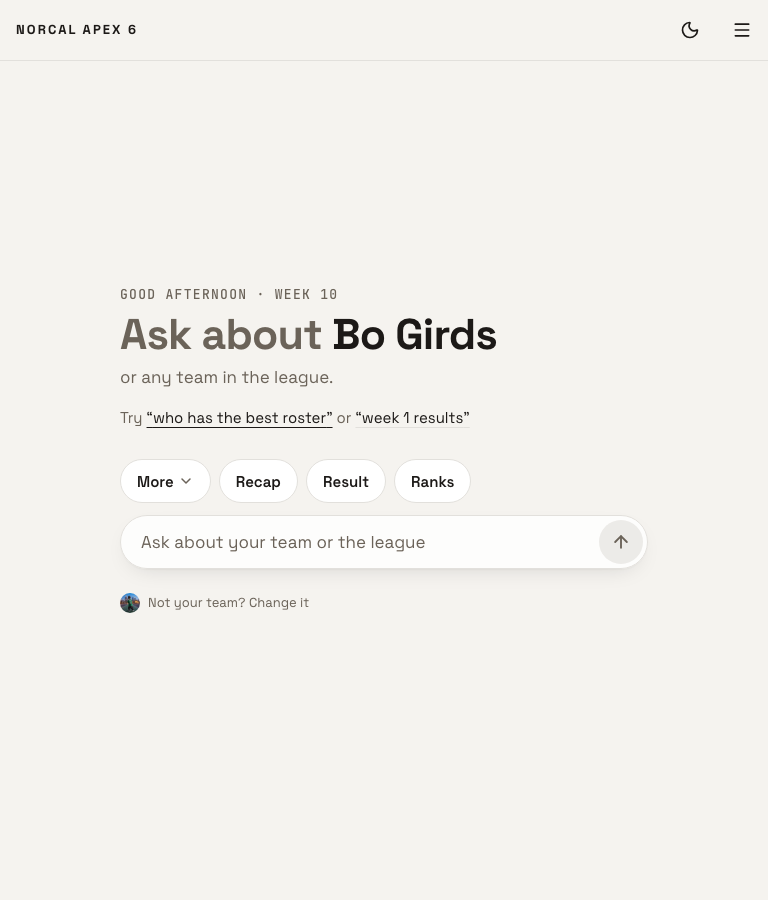 NORCAL APEX 6
GOOD AFTERNOON · WEEK 10
Ask about Bo Girds
or any team in the league.
Try “who has the best roster” or “week 1 results”
More Recap Result Ranks
Ask about your team or the league
Not your team? Change it